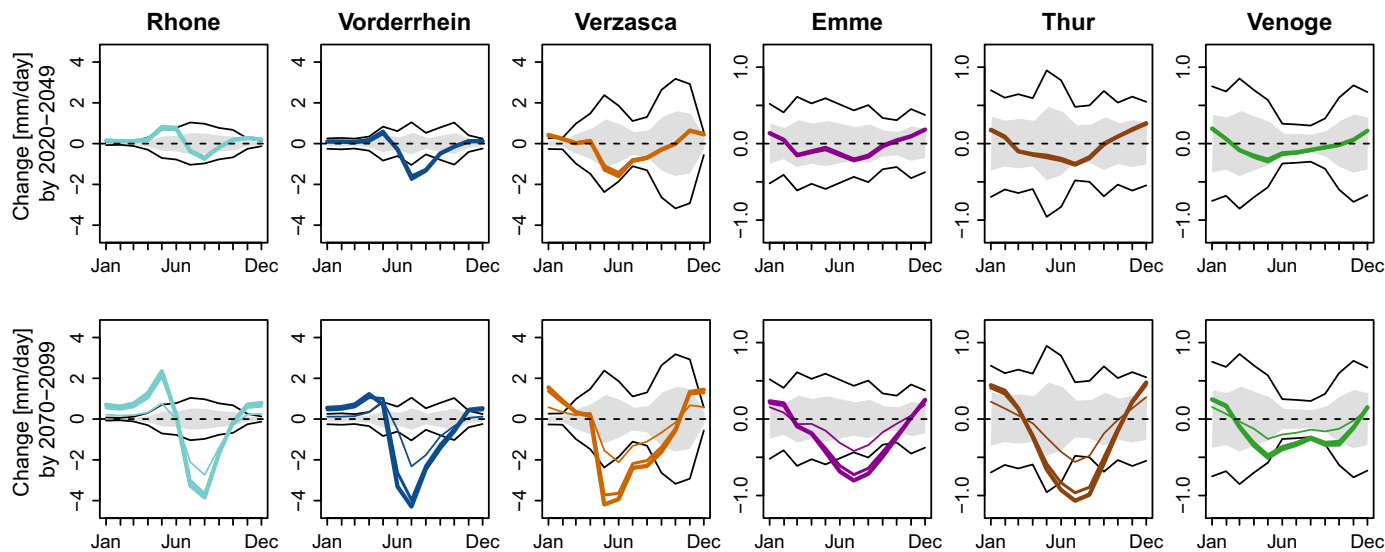 Rhone Vorderrhein Verzasca Emme Thur Venoge
Change [mm/day]
by 2020−2049
4 2 0 −2 −4
4 2 0 −2 −4
4 2 0 −2 −4
1.0 0.0 −1.0
1.0 0.0 −1.0
1.0 0.0 −1.0
Jan Jun Dec Jan Jun Dec Jan Jun Dec Jan Jun Dec Jan Jun Dec Jan Jun Dec
Change [mm/day]
by 2070−2099
4 2 0 −2 −4
4 2 0 −2 −4
4 2 0 −2 −4
1.0 0.0 −1.0
1.0 0.0 −1.0
1.0 0.0 −1.0
Jan Jun Dec Jan Jun Dec Jan Jun Dec Jan Jun Dec Jan Jun Dec Jan Jun Dec